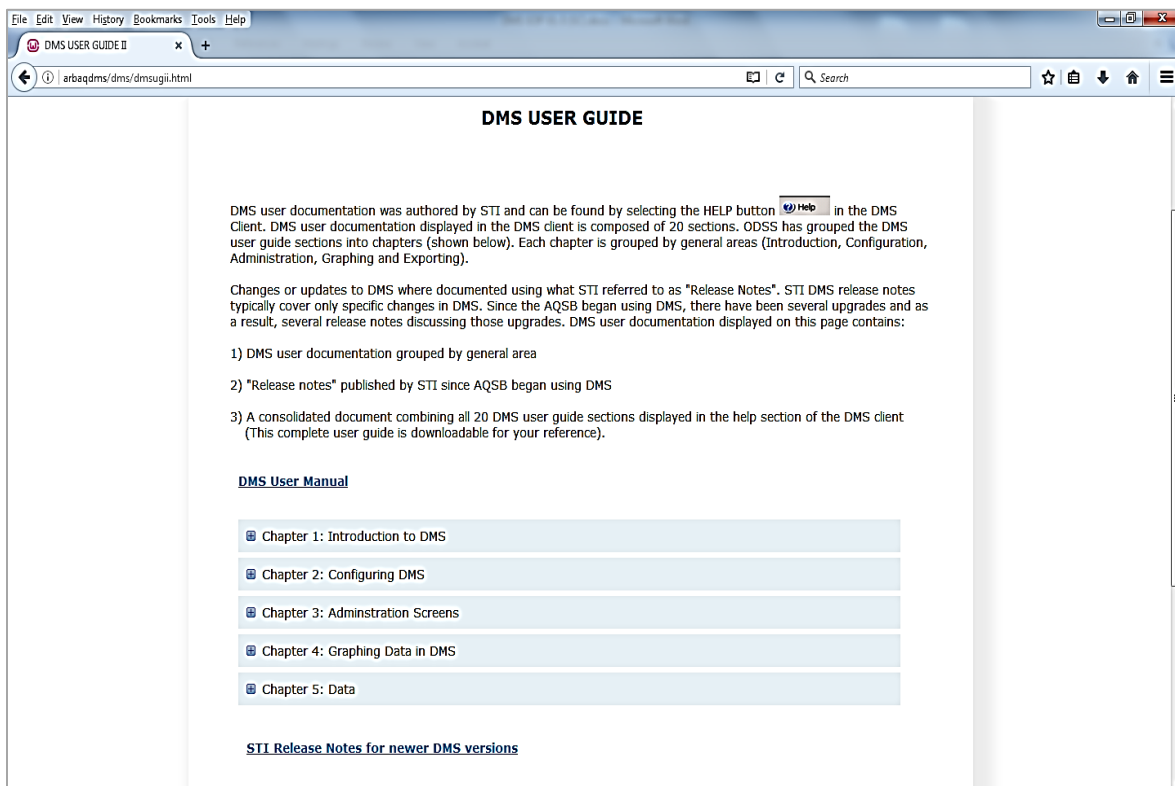 File Edit View History Bookmarks Tools Help
DMS USER GUIDE II
arbaqdms/dms/dmsugii.html
Search
DMS USER GUIDE
DMS user documentation was authored by STI and can be found by selecting the HELP button Help in the DMS
Client. DMS user documentation displayed in the DMS client is composed of 20 sections. ODSS has grouped the DMS
user guide sections into chapters (shown below). Each chapter is grouped by general areas (Introduction, Configuration,
Administration, Graphing and Exporting).
Changes or updates to DMS where documented using what STI referred to as "Release Notes". STI DMS release notes
typically cover only specific changes in DMS. Since the AQSB began using DMS, there have been several upgrades and as
a result, several release notes discussing those upgrades. DMS user documentation displayed on this page contains:
1) DMS user documentation grouped by general area
2) "Release notes" published by STI since AQSB began using DMS
3) A consolidated document combining all 20 DMS user guide sections displayed in the help section of the DMS client
(This complete user guide is downloadable for your reference).
DMS User Manual
Chapter 1: Introduction to DMS
Chapter 2: Configuring DMS
Chapter 3: Adminstration Screens
Chapter 4: Graphing Data in DMS
Chapter 5: Data
STI Release Notes for newer DMS versions